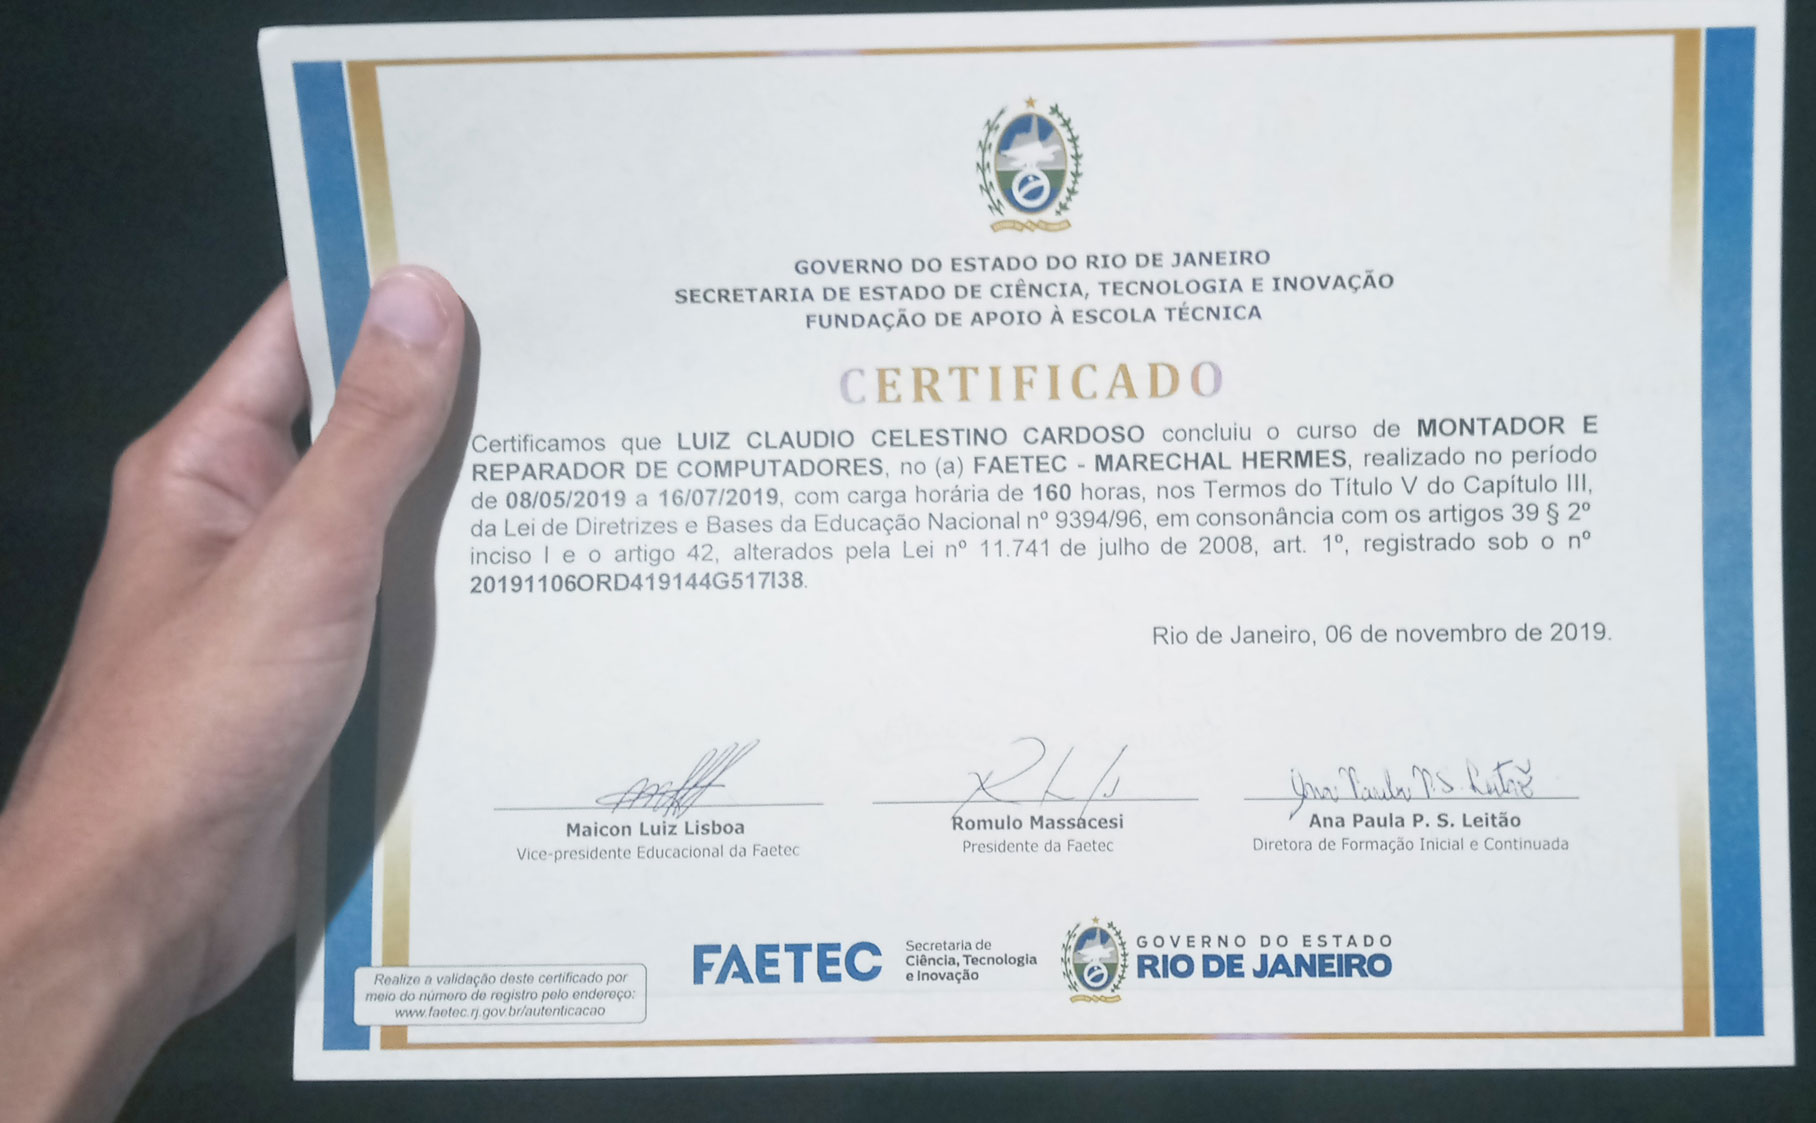 GOVERNO DO ESTADO DO RIO DE JANEIRO
SECRETARIA DE ESTADO DE CIÊNCIA, TECNOLOGIA E INOVAÇÃO
FUNDAÇÃO DE APOIO À ESCOLA TÉCNICA
CERTIFICADO
Certificamos que LUIZ CLAUDIO CELESTINO CARDOSO concluiu o curso de MONTADOR E
REPARADOR DE COMPUTADORES, no (a) FAETEC - MARECHAL HERMES, realizado no período
de 08/05/2019 a 16/07/2019, com carga horária de 160 horas, nos Termos do Título V do Capítulo III,
da Lei de Diretrizes e Bases da Educação Nacional nº 9394/96, em consonância com os artigos 39 § 2º
inciso I e o artigo 42, alterados pela Lei nº 11.741 de julho de 2008, art. 1º, registrado sob o nº
20191106ORD419144G517I38.
Rio de Janeiro, 06 de novembro de 2019.
Ana Paula P. S. Leitão
Maicon Luiz Lisboa
Vice-presidente Educacional da Faetec
Romulo Massacesi
Presidente da Faetec
Ana Paula P. S. Leitão
Diretora de Formação Inicial e Continuada
FAETEC
Secretaria de
Ciência, Tecnologia
e Inovação
GOVERNO DO ESTADO
RIO DE JANEIRO
Realize a validação deste certificado por
meio do número de registro pelo endereço:
www.faetec.rj.gov.br/autenticacao